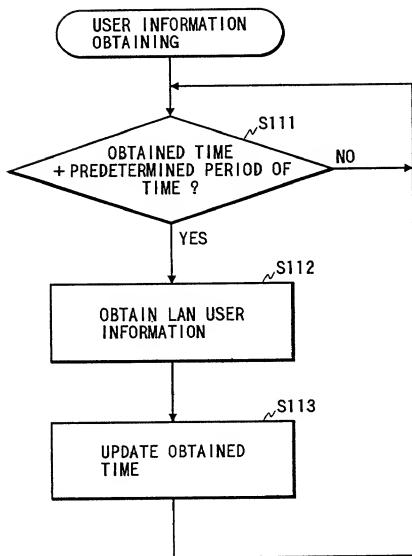 USER INFORMATION
OBTAINING
S111
OBTAINED TIME
+ PREDETERMINED PERIOD OF
TIME ?
NO
YES
S112
OBTAIN LAN USER
INFORMATION
S113
UPDATE OBTAINED
TIME